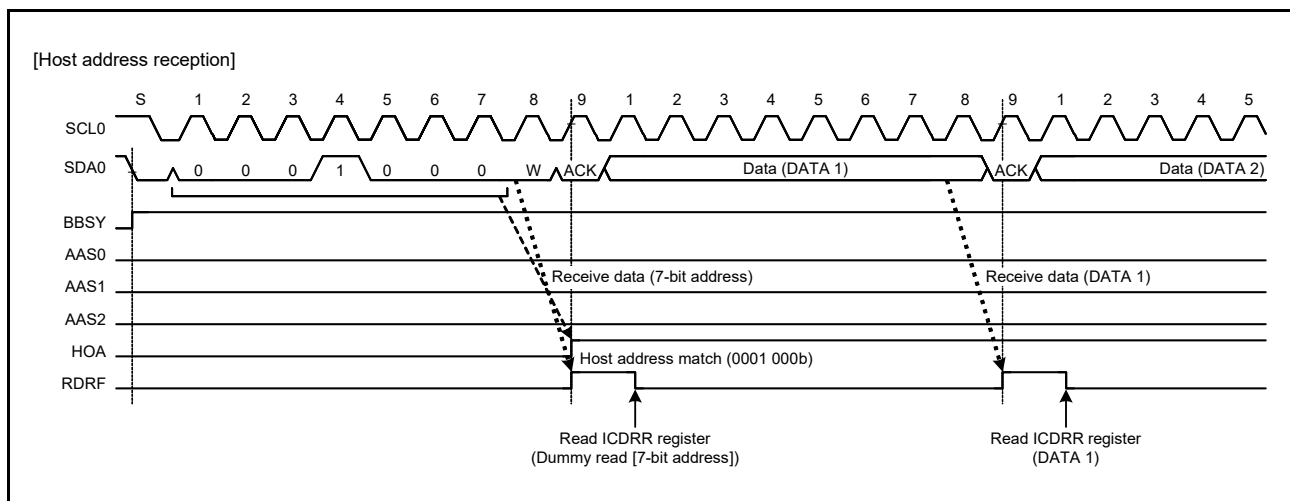 [Host address reception]
S 1 2 3 4 5 6 7 8 9 1 2 3 4 5 6 7 8 9 1 2 3 4 5
SCL0
SDA0 0 0 0 1 0 0 0 W ACK Data (DATA 1) ACK Data (DATA 2)
BBSY
AAS0
Receive data (7-bit address) Receive data (DATA 1)
AAS1
AAS2
HOA
Host address match (0001 000b)
RDRF
Read ICDRR register
(Dummy read [7-bit address])
Read ICDRR register
(DATA 1)